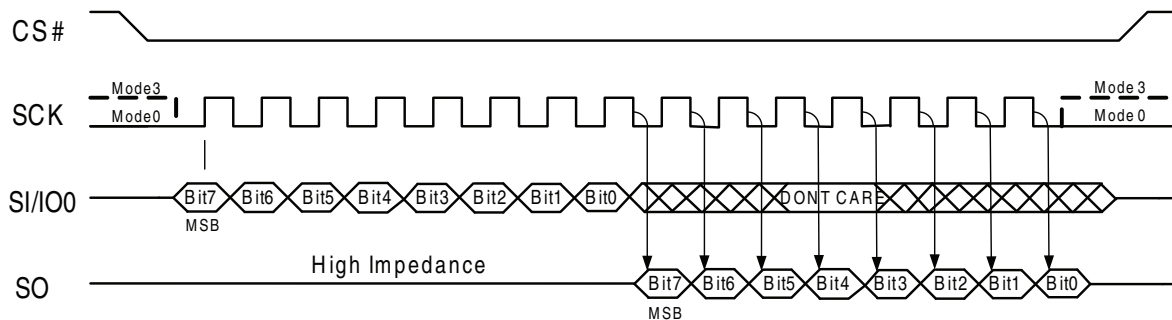 CS#
Mode3 Mode 3
SCK
Mode0 Mode 0
SI/IO0 Bit7 Bit6 Bit5 Bit4 Bit3 Bit2 Bit1 Bit0 DONT CARE
MSB
High Impedance
SO Bit7 Bit6 Bit5 Bit4 Bit3 Bit2 Bit1 Bit0
MSB